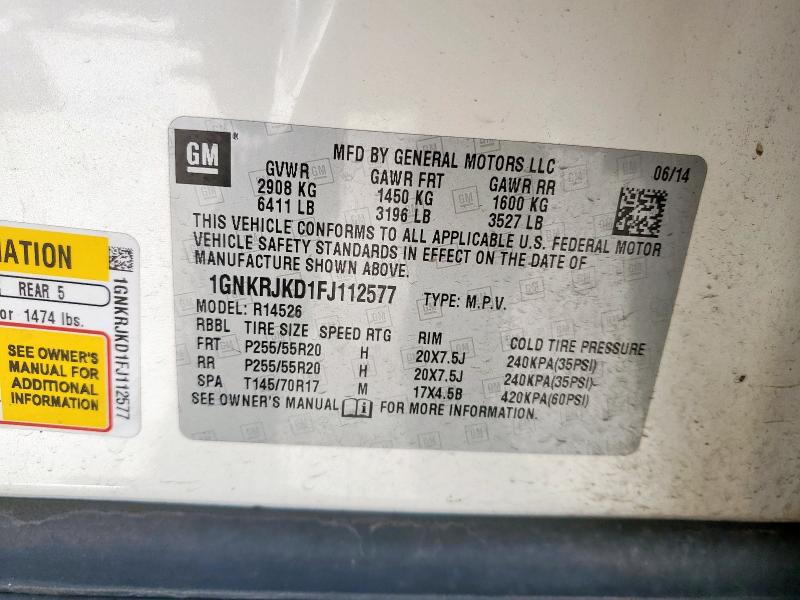 GM
MFD BY GENERAL MOTORS LLC
06/14
GVWR GAWR FRT GAWR RR
2908 KG 1450 KG 1600 KG
6411 LB 3196 LB 3527 LB
THIS VEHICLE CONFORMS TO ALL APPLICABLE U.S. FEDERAL MOTOR
VEHICLE SAFETY STANDARDS IN EFFECT ON THE DATE OF
MANUFACTURE SHOWN ABOVE.
1GNKRJKD1FJ112577 TYPE: M.P.V.
MODEL: R14526
RBBL TIRE SIZE SPEED RTG RIM COLD TIRE PRESSURE
FRT P255/55R20 H 20X7.5J 240KPA(35PSI)
RR P255/55R20 H 20X7.5J 240KPA(35PSI)
SPA T145/70R17 M 17X4.5B 420KPA(60PSI)
SEE OWNER'S MANUAL FOR MORE INFORMATION.
REAR 5
1474 lbs.
SEE OWNER'S
MANUAL FOR
ADDITIONAL
INFORMATION
1GNKRJKD1FJ112577